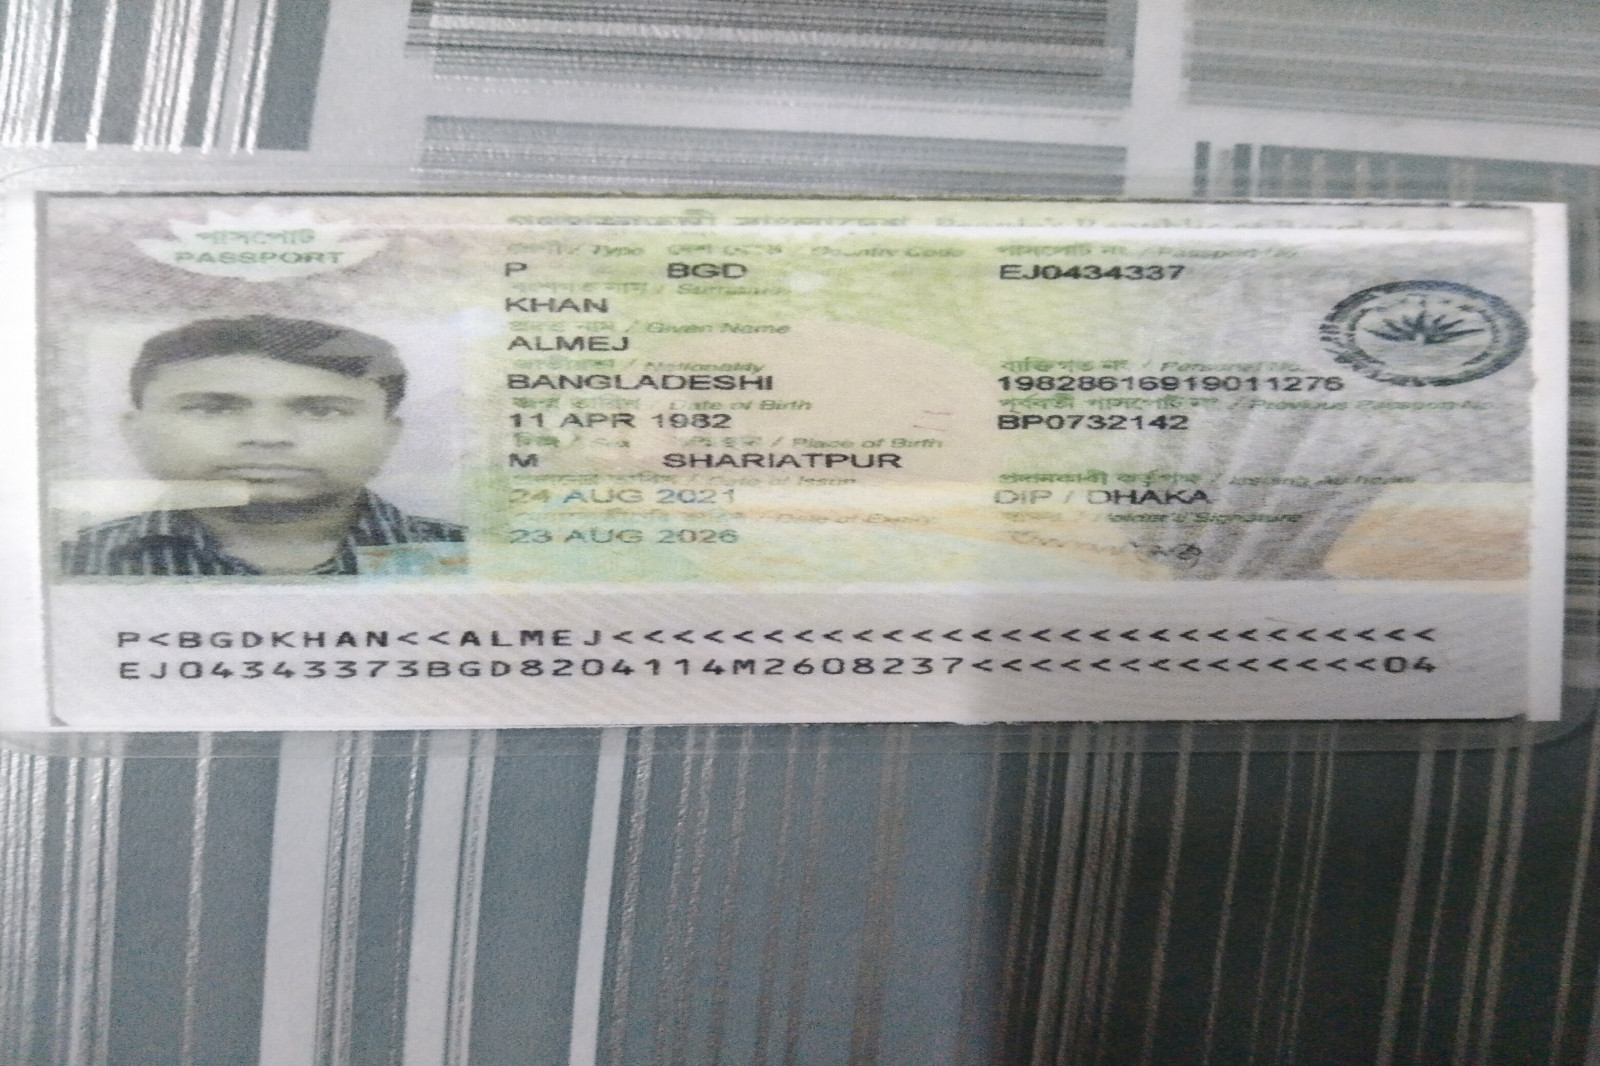 পাসপোর্ট
PASSPORT
গণপ্রজাতন্ত্রী বাংলাদেশ People's Republic of Bangladesh
শ্রেণী / Type দেশ কোড / Country Code পাসপোর্ট নং / Passport No.
P BGD EJ0434337
বংশগত নাম / Surname
KHAN
প্রদত্ত নাম / Given Name
ALMEJ
জাতীয়তা / Nationality ব্যক্তিগত নং / Personal No.
BANGLADESHI 19828616919011276
জন্ম তারিখ / Date of Birth পূর্ববর্তী পাসপোর্ট নং / Previous Passport No.
11 APR 1982 BP0732142
লিঙ্গ / Sex জন্মস্থান / Place of Birth
M SHARIATPUR
প্রদানের তারিখ / Date of Issue প্রদানকারী কর্তৃপক্ষ / Issuing Authority
24 AUG 2021 DIP / DHAKA
Date of Expiry Holder's Signature
23 AUG 2026
P<BGDKHAN<<ALMEJ<<<<<<<<<<<<<<<<<<<<<<<<<<<<
EJ04343373BGD8204114M2608237<<<<<<<<<<<<<<04